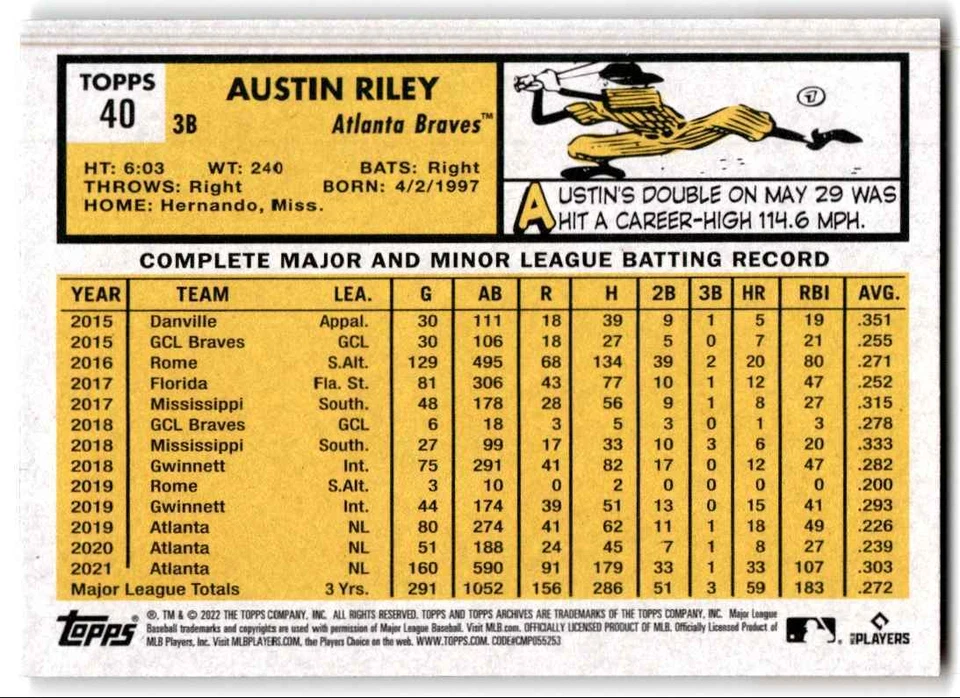 TOPPS
40
AUSTIN RILEY
3B Atlanta Braves™
HT: 6:03 WT: 240 BATS: Right
THROWS: Right BORN: 4/2/1997
HOME: Hernando, Miss.
AUSTIN'S DOUBLE ON MAY 29 WAS
HIT A CAREER-HIGH 114.6 MPH.
COMPLETE MAJOR AND MINOR LEAGUE BATTING RECORD
YEAR TEAM LEA. G AB R H 2B 3B HR RBI AVG.
2015 Danville Appal. 30 111 18 39 9 1 5 19 .351
2015 GCL Braves GCL 30 106 18 27 5 0 7 21 .255
2016 Rome S.Alt. 129 495 68 134 39 2 20 80 .271
2017 Florida Fla. St. 81 306 43 77 10 1 12 47 .252
2017 Mississippi South. 48 178 28 56 9 1 8 27 .315
2018 GCL Braves GCL 6 18 3 5 3 0 1 3 .278
2018 Mississippi South. 27 99 17 33 10 3 6 20 .333
2018 Gwinnett Int. 75 291 41 82 17 0 12 47 .282
2019 Rome S.Alt. 3 10 0 2 0 0 0 0 .200
2019 Gwinnett Int. 44 174 39 51 13 0 15 41 .293
2019 Atlanta NL 80 274 41 62 11 1 18 49 .226
2020 Atlanta NL 51 188 24 45 7 1 8 27 .239
2021 Atlanta NL 160 590 91 179 33 1 33 107 .303
Major League Totals 3 Yrs. 291 1052 156 286 51 3 59 183 .272
TOPPS® ®, TM & © 2022 THE TOPPS COMPANY, INC. ALL RIGHTS RESERVED. TOPPS AND TOPPS ARCHIVES ARE TRADEMARKS OF THE TOPPS COMPANY, INC. Major League
Baseball trademarks and copyrights are used with permission of Major League Baseball. Visit MLB.com. OFFICIALLY LICENSED PRODUCT OF MLB. Officially Licensed Product of
MLB Players, Inc. Visit MLBPLAYERS.COM, the Players Choice on the web. WWW.TOPPS.COM. CODE#CMP055253
PLAYERS